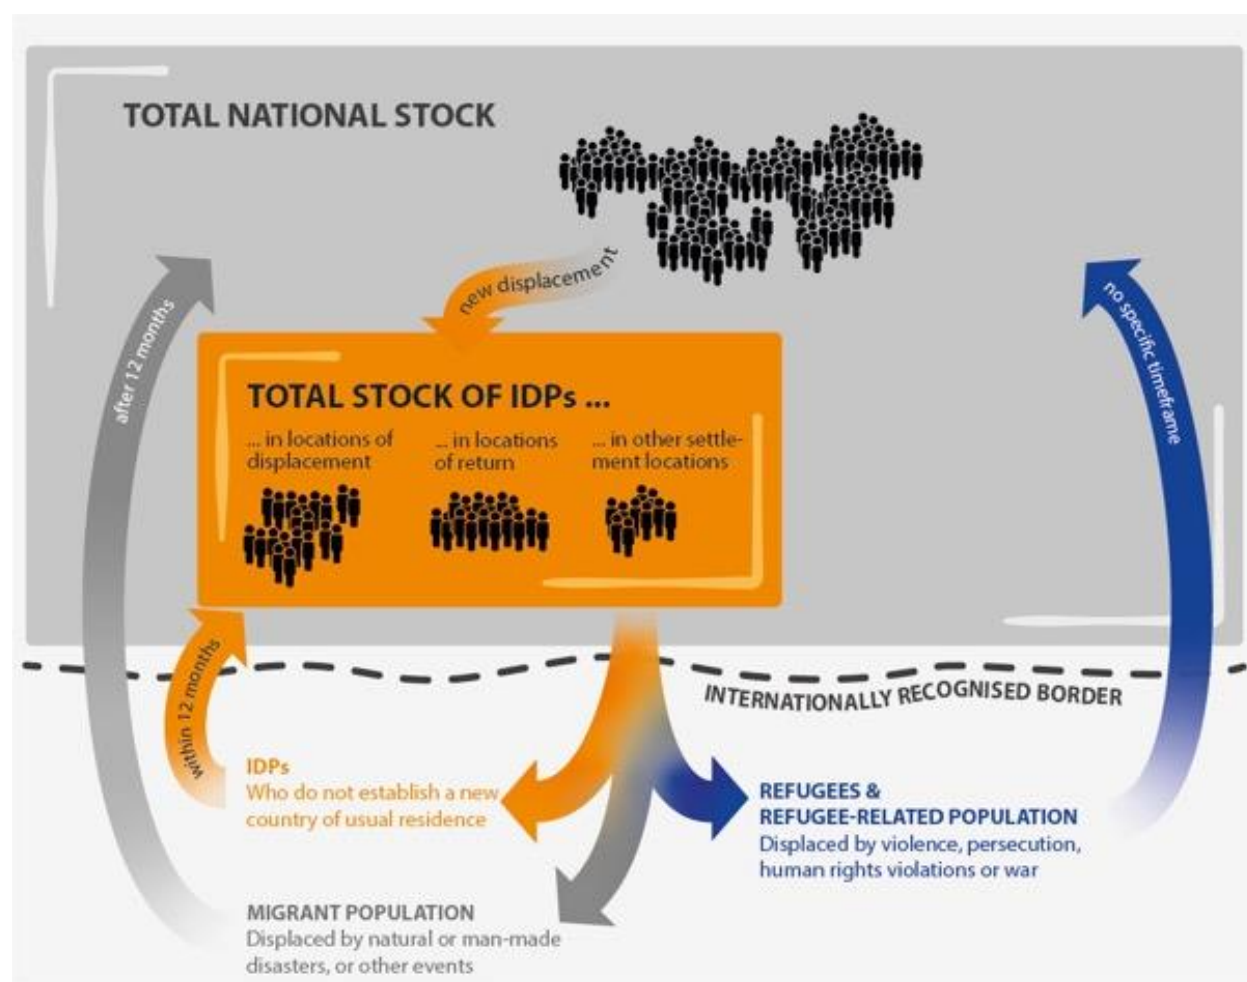 TOTAL NATIONAL STOCK
new displacement
after 12 months
no specific timeframe
TOTAL STOCK OF IDPs ...
... in locations of
displacement
... in locations
of return
... in other settle-
ment locations
within 12 months
INTERNATIONALLY RECOGNISED BORDER
IDPs
Who do not establish a new
country of usual residence
REFUGEES &
REFUGEE-RELATED POPULATION
Displaced by violence, persecution,
human rights violations or war
MIGRANT POPULATION
Displaced by natural or man-made
disasters, or other events